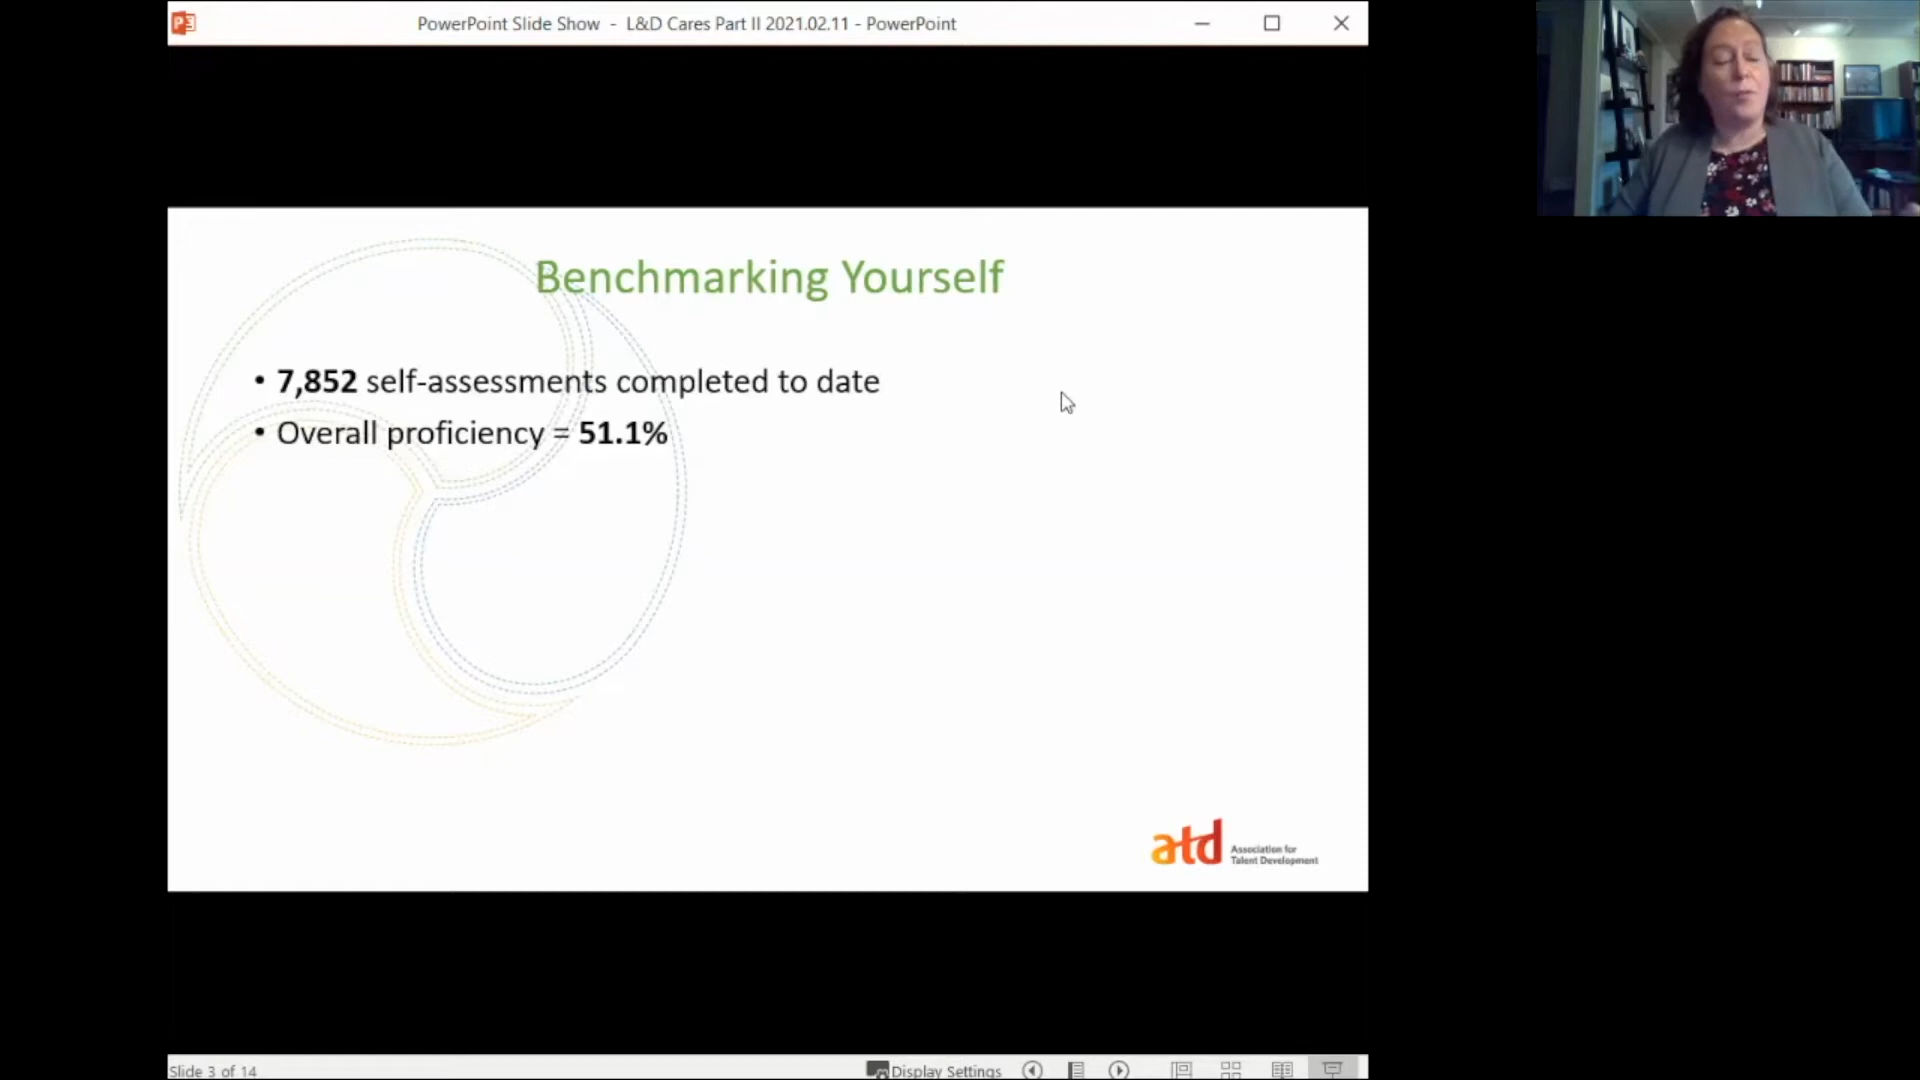 PowerPoint Slide Show - L&D Cares Part II 2021.02.11 - PowerPoint
Benchmarking Yourself
• 7,852 self-assessments completed to date
• Overall proficiency = 51.1%
atd Association for
Talent Development
Slide 3 of 14
Display Settings